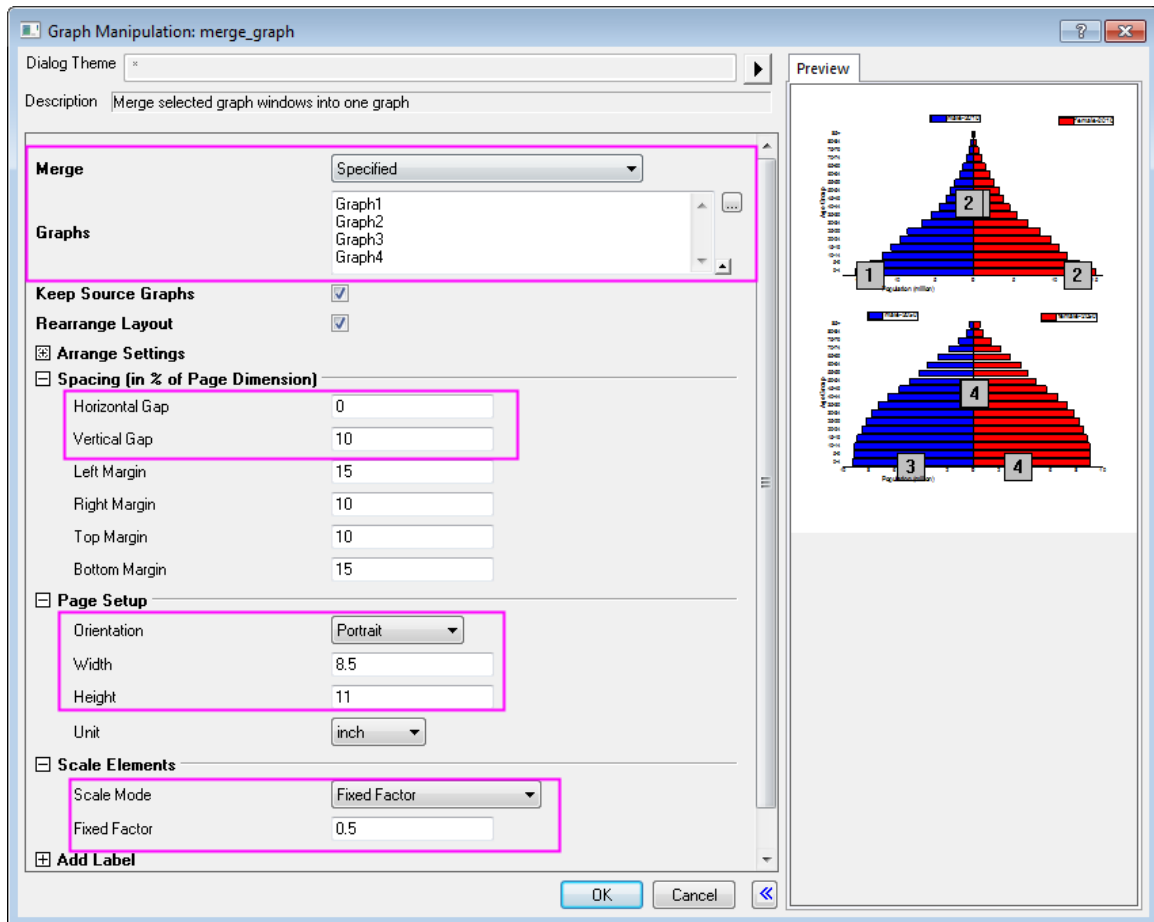 Graph Manipulation: merge_graph
Dialog Theme *
Description Merge selected graph windows into one graph
Merge Specified
Graphs
Graph1
Graph2
Graph3
Graph4
Keep Source Graphs
Rearrange Layout
Arrange Settings
Spacing (in % of Page Dimension)
Horizontal Gap 0
Vertical Gap 10
Left Margin 15
Right Margin 10
Top Margin 10
Bottom Margin 15
Page Setup
Orientation Portrait
Width 8.5
Height 11
Unit inch
Scale Elements
Scale Mode Fixed Factor
Fixed Factor 0.5
Add Label
OK Cancel
Preview
2
1 2
Population (million)
4
3 4
Population (million)